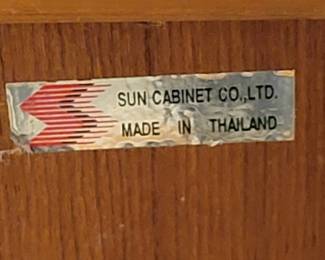 SUN CABINET CO.,LTD.
MADE IN THAILAND